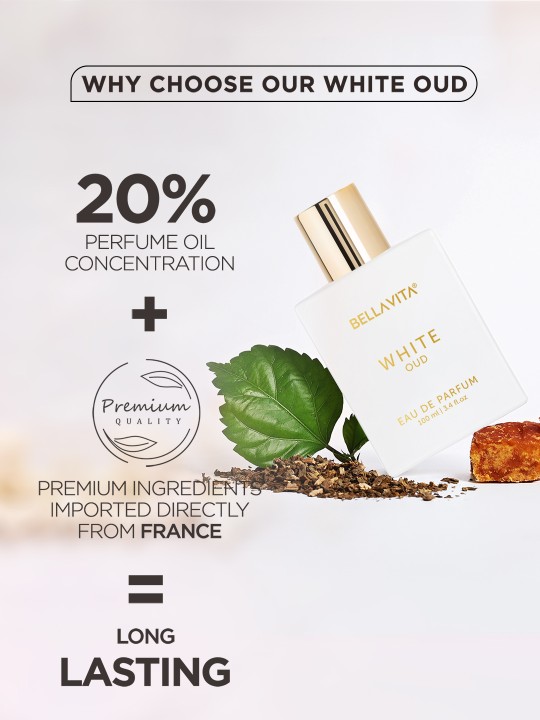 WHY CHOOSE OUR WHITE OUD
20%
PERFUME OIL
CONCENTRATION
+
Premium
QUALITY
PREMIUM INGREDIENTS
IMPORTED DIRECTLY
FROM FRANCE
=
LONG
LASTING
BELLAVITA®
WHITE
OUD
EAU DE PARFUM
100 ml | 3.4 fl.oz